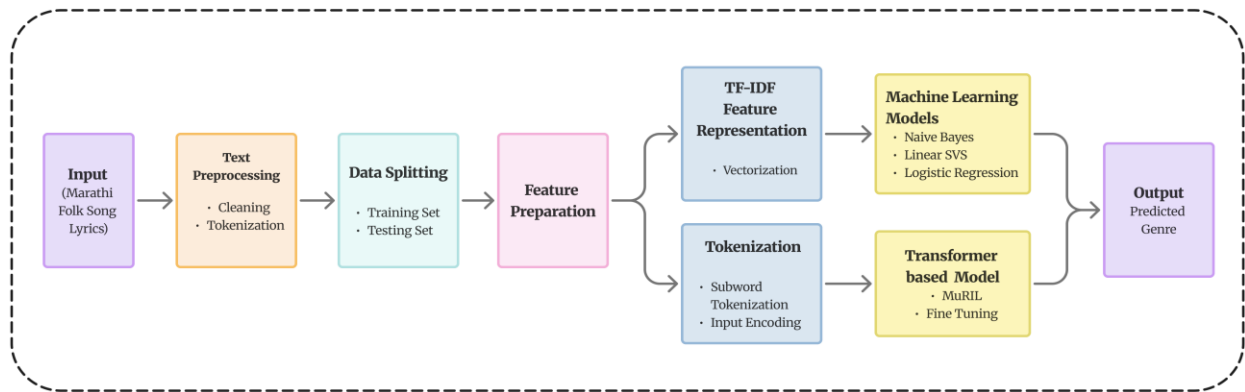 Input
(Marathi
Folk Song
Lyrics)
Text
Preprocessing
· Cleaning
· Tokenization
Data Splitting
· Training Set
· Testing Set
Feature
Preparation
TF-IDF
Feature
Representation
· Vectorization
Machine Learning
Models
· Naive Bayes
· Linear SVS
· Logistic Regression
Tokenization
· Subword
Tokenization
· Input Encoding
Transformer
based Model
· MuRIL
· Fine Tuning
Output
Predicted
Genre